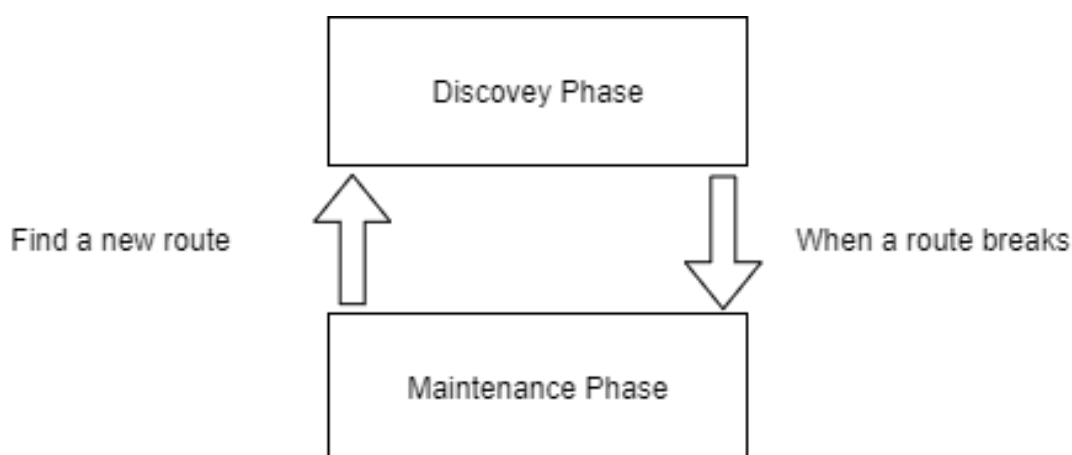 Discovey Phase
Find a new route
When a route breaks
Maintenance Phase